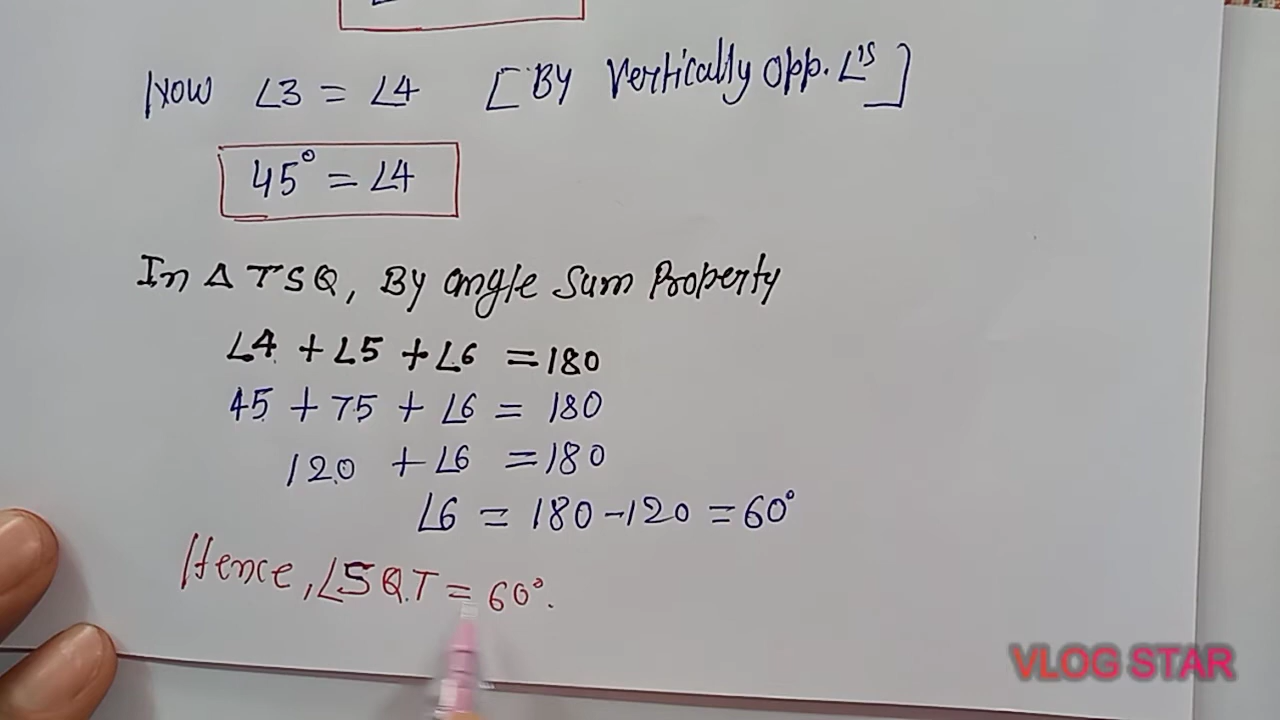 Now ∠3 = ∠4 [By Vertically opp. ∠'s]
45° = ∠4
In Δ TSQ, By angle Sum Property
∠4 + ∠5 + ∠6 = 180
45 + 75 + ∠6 = 180
120 + ∠6 = 180
∠6 = 180 - 120 = 60°
Hence, ∠SQT = 60°.
VLOG STAR